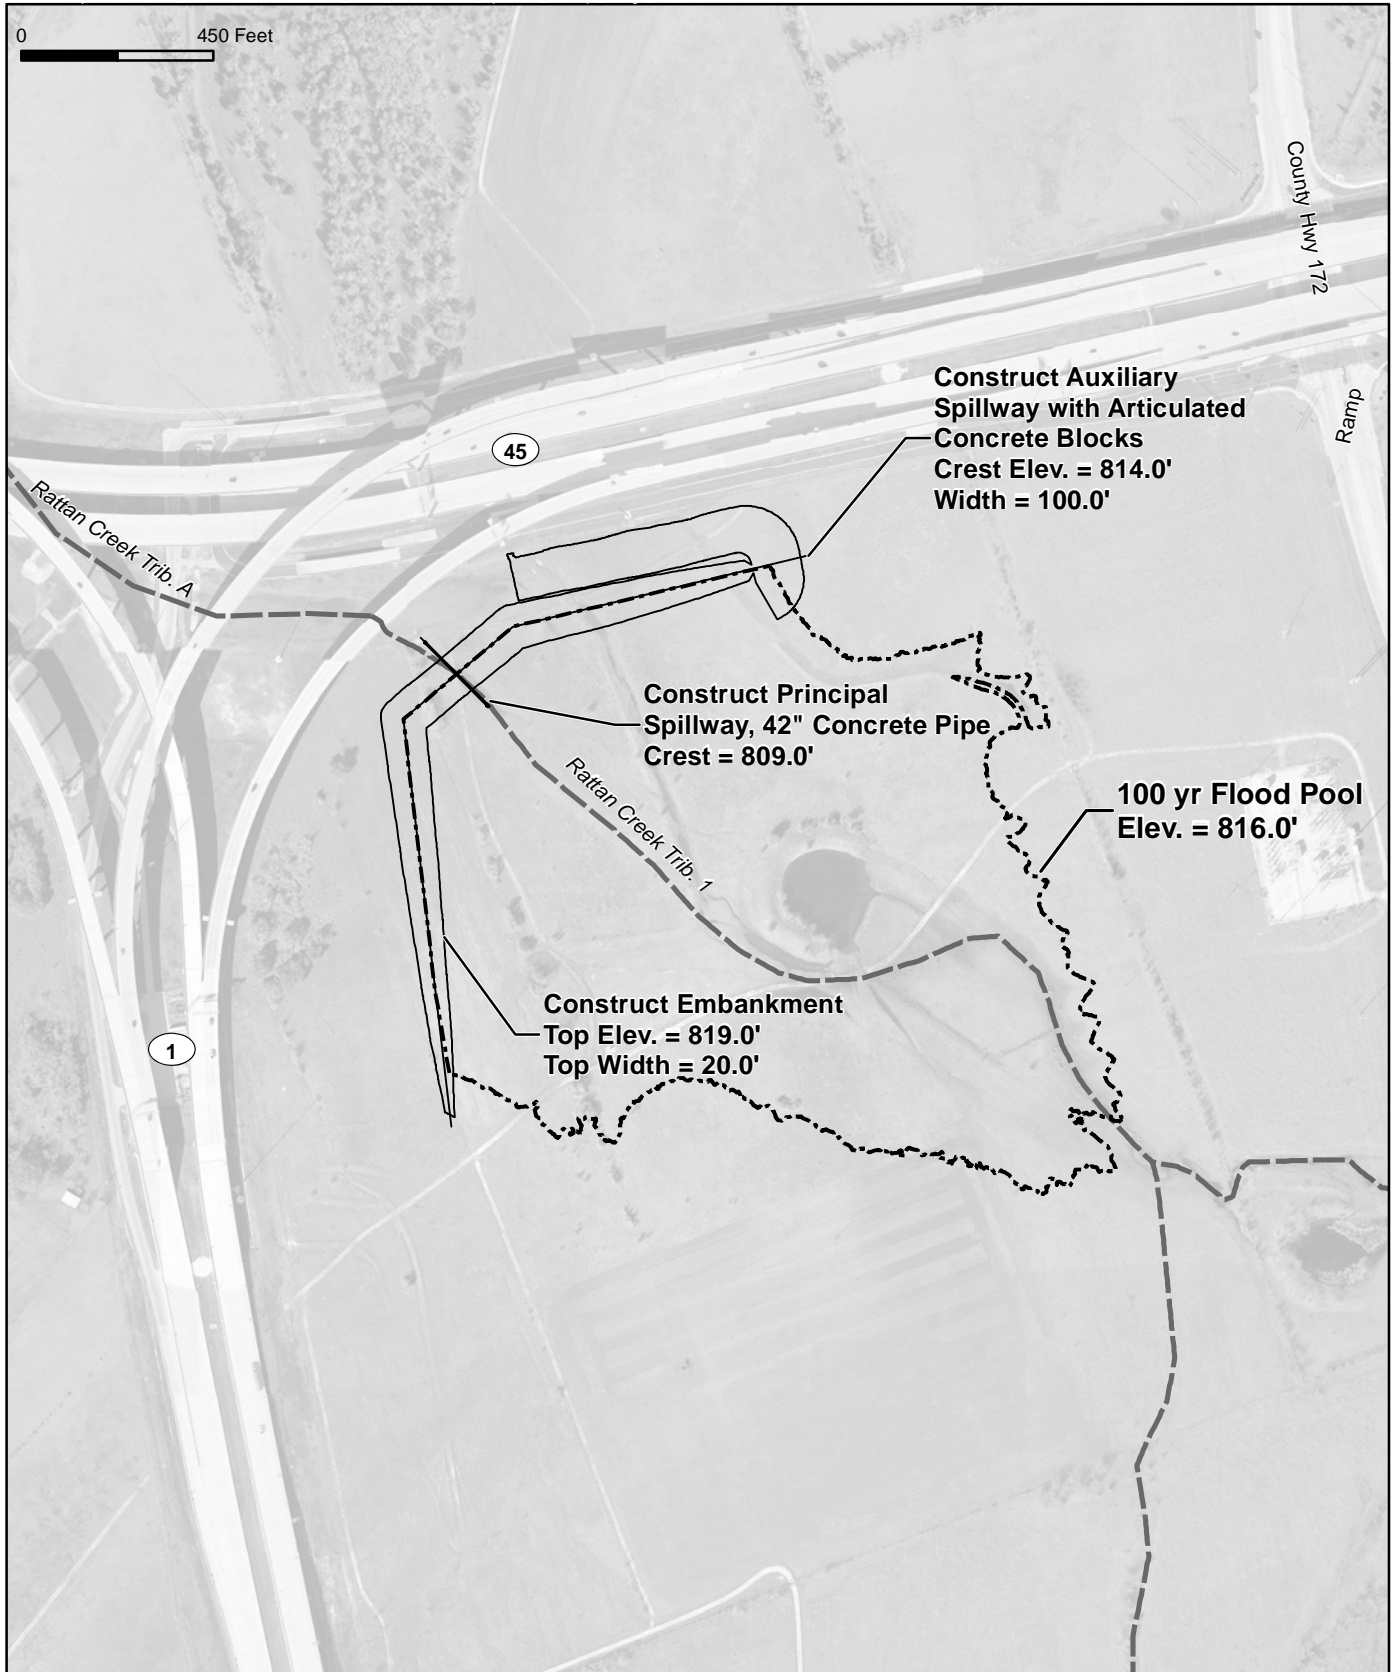 0 450 Feet
County Hwy 172
Construct Auxiliary
Spillway with Articulated
Concrete Blocks
Crest Elev. = 814.0'
Width = 100.0'
Ramp
45
Rattan Creek Trib. A
Construct Principal
Spillway, 42" Concrete Pipe
Crest = 809.0'
Rattan Creek Trib. 1
100 yr Flood Pool
Elev. = 816.0'
Construct Embankment
Top Elev. = 819.0'
Top Width = 20.0'
1